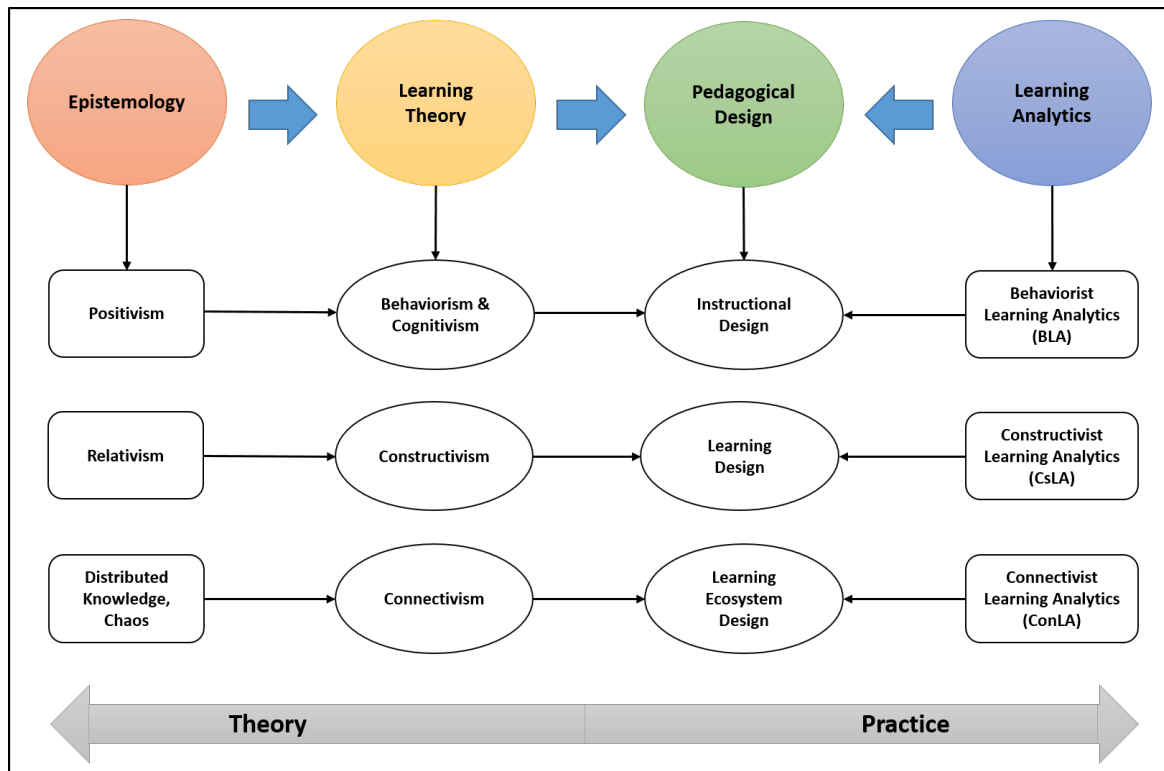 Epistemology
Learning
Theory
Pedagogical
Design
Learning
Analytics
Positivism
Behaviorism &
Cognitivism
Instructional
Design
Behaviorist
Learning Analytics
(BLA)
Relativism
Constructivism
Learning
Design
Constructivist
Learning Analytics
(CsLA)
Distributed
Knowledge,
Chaos
Connectivism
Learning
Ecosystem
Design
Connectivist
Learning Analytics
(ConLA)
Theory
Practice